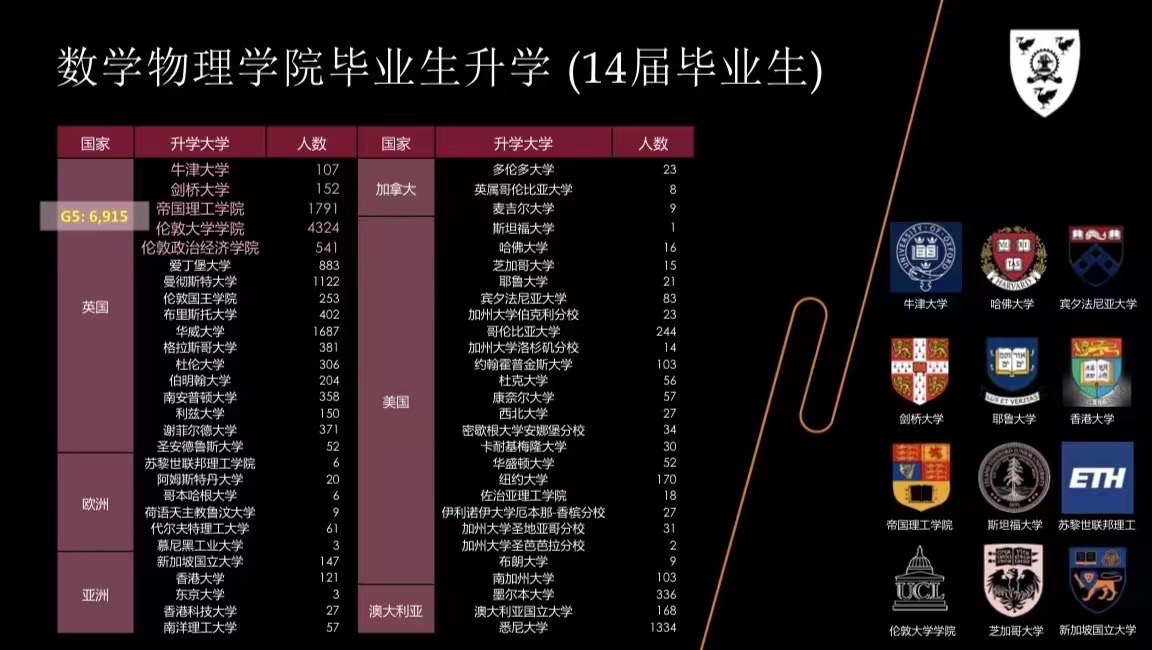 数学物理学院毕业生升学 (14届毕业生)
国家 升学大学 人数 国家 升学大学 人数
英国
G5: 6,915
牛津大学 107
剑桥大学 152
帝国理工学院 1791
伦敦大学学院 4324
伦敦政治经济学院 541
爱丁堡大学 883
曼彻斯特大学 1122
伦敦国王学院 253
布里斯托大学 402
华威大学 1687
格拉斯哥大学 381
杜伦大学 306
伯明翰大学 204
南安普顿大学 358
利兹大学 150
谢菲尔德大学 371
圣安德鲁斯大学 52
欧洲
苏黎世联邦理工学院 6
阿姆斯特丹大学 20
哥本哈根大学 6
荷语天主教鲁汶大学 9
代尔夫特理工大学 61
慕尼黑工业大学 3
亚洲
新加坡国立大学 147
香港大学 121
东京大学 3
香港科技大学 27
南洋理工大学 57
加拿大
多伦多大学 23
英属哥伦比亚大学 8
麦吉尔大学 9
美国
斯坦福大学 1
哈佛大学 16
芝加哥大学 15
耶鲁大学 21
宾夕法尼亚大学 83
加州大学伯克利分校 23
哥伦比亚大学 244
加州大学洛杉矶分校 14
约翰霍普金斯大学 103
杜克大学 56
康奈尔大学 57
西北大学 27
密歇根大学安娜堡分校 34
卡耐基梅隆大学 30
华盛顿大学 52
纽约大学 170
佐治亚理工学院 18
伊利诺伊大学厄本那-香槟分校 27
加州大学圣地亚哥分校 31
加州大学圣芭芭拉分校 2
布朗大学 9
南加州大学 103
澳大利亚
墨尔本大学 336
澳大利亚国立大学 168
悉尼大学 1334
UNIVERSITY OF OXFORD
HARVARD
牛津大学 哈佛大学 宾夕法尼亚大学
LUX ET VERITAS
剑桥大学 耶鲁大学 香港大学
ETH
帝国理工学院 斯坦福大学 苏黎世联邦理工
UCL
伦敦大学学院 芝加哥大学 新加坡国立大学